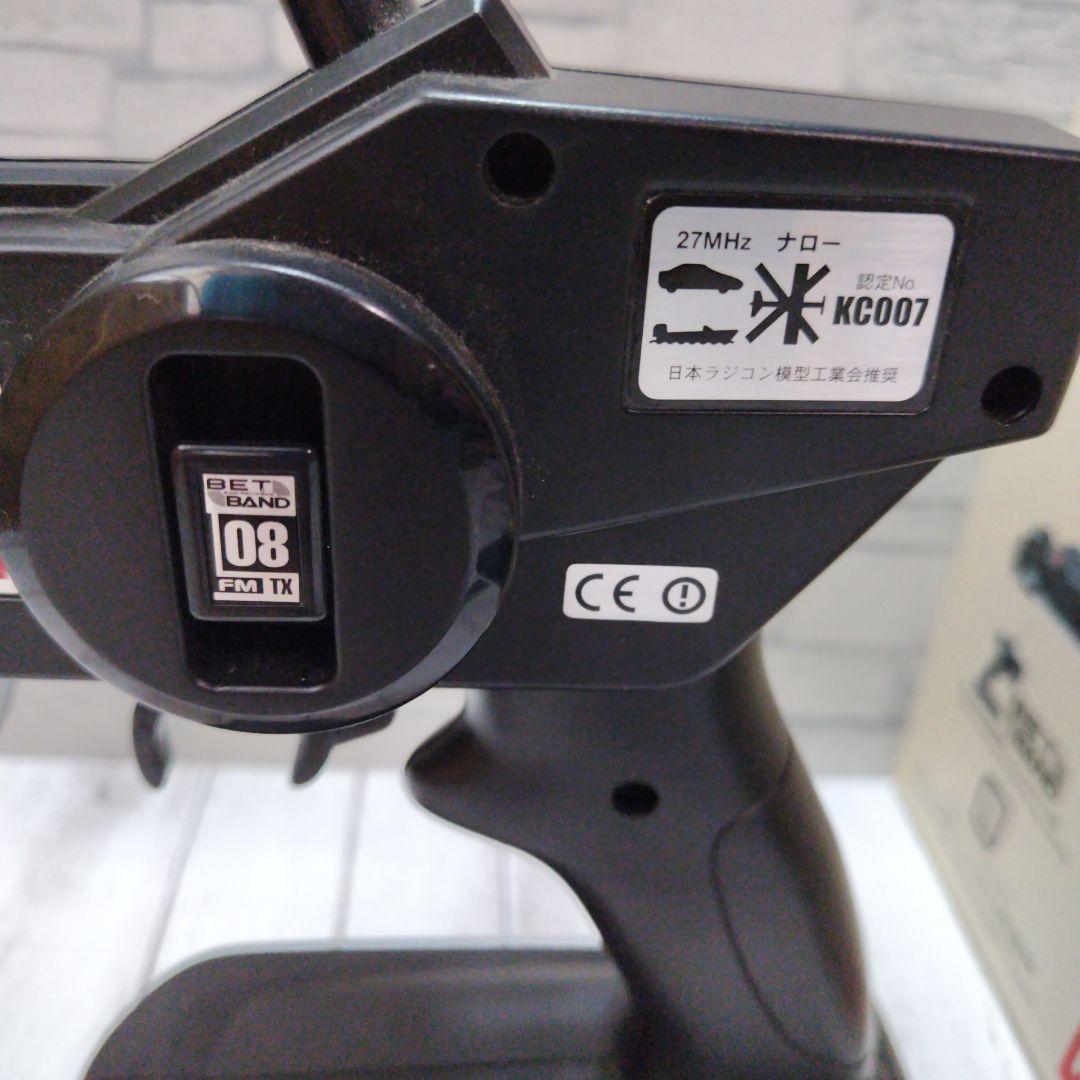 27MHz ナロー
認定No.
KC007
日本ラジコン模型工業会推奨
BET
BAND
08
FM TX
CE